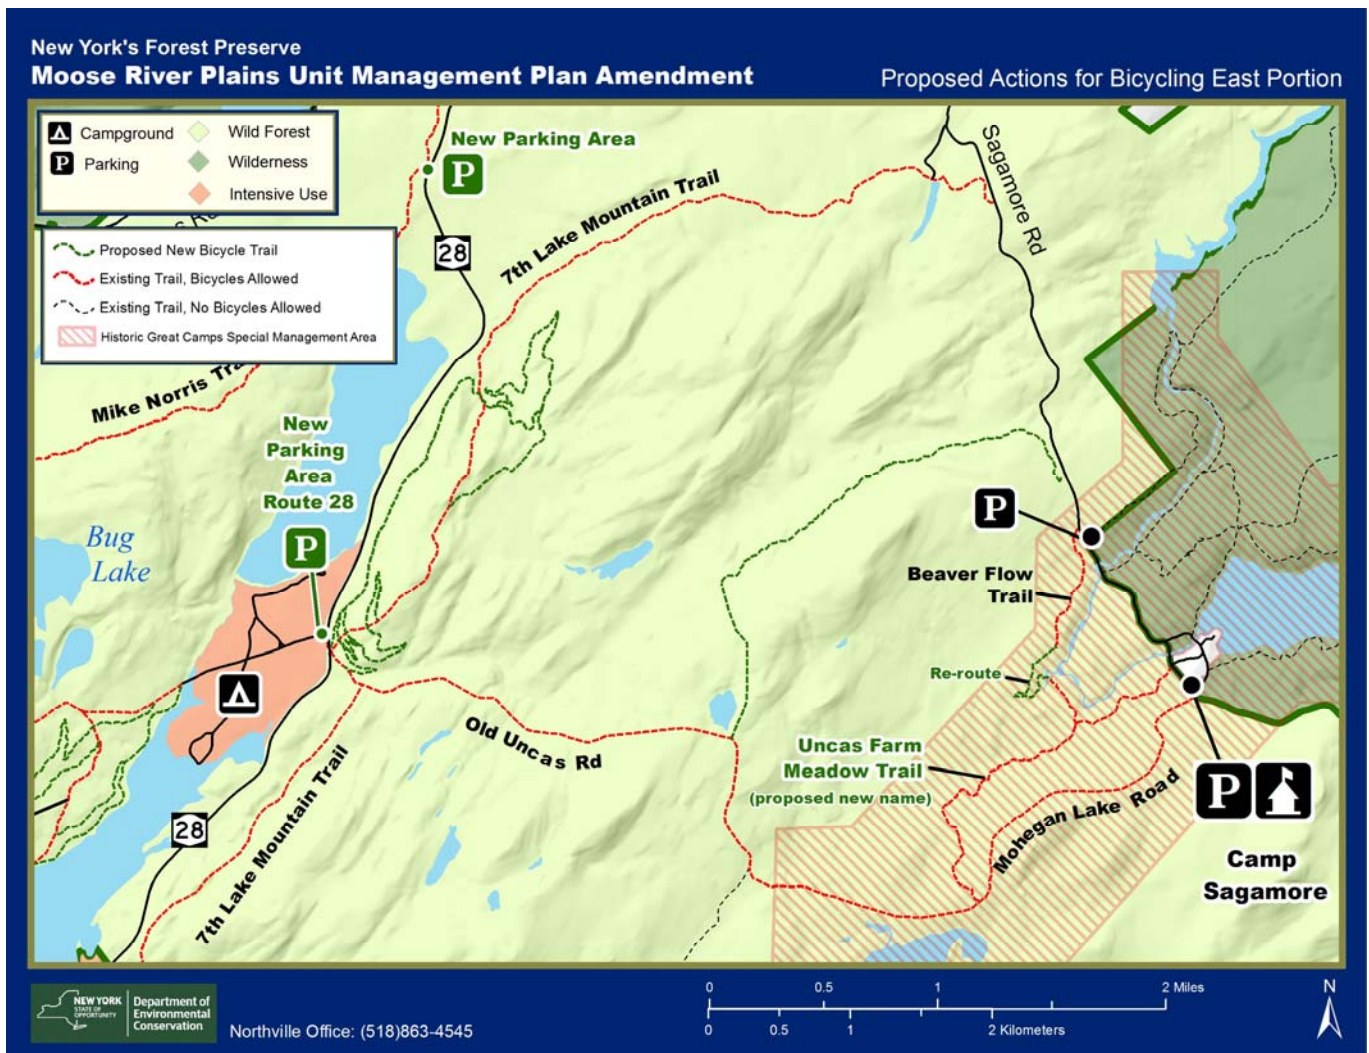 New York's Forest Preserve
Moose River Plains Unit Management Plan Amendment
Proposed Actions for Bicycling East Portion
Campground
P Parking
Wild Forest
Wilderness
Intensive Use
Proposed New Bicycle Trail
Existing Trail, Bicycles Allowed
Existing Trail, No Bicycles Allowed
Historic Great Camps Special Management Area
New Parking Area
P
28
7th Lake Mountain Trail
Sagamore Rd
Mike Norris
New
Parking
Area
Route 28
P
Bug
Lake
P
Beaver Flow
Trail
Re-route
Old Uncas Rd
Uncas Farm
Meadow Trail
(proposed new name)
Mohegan Lake Road
P
Camp
Sagamore
28
7th Lake Mountain Trail
NEW YORK
STATE OF
OPPORTUNITY
Department of
Environmental
Conservation
Northville Office: (518)863-4545
0 0.5 1 2 Miles
0 0.5 1 2 Kilometers
N